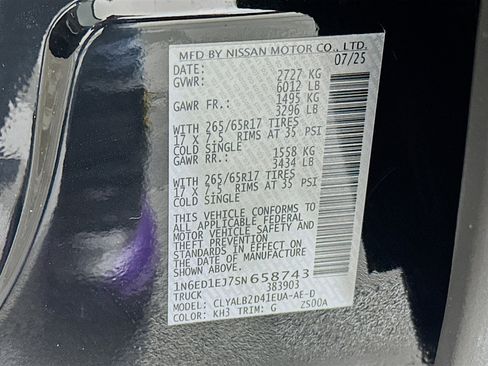 MFD BY NISSAN MOTOR CO., LTD.
DATE: 07/25
GVWR: 2727 KG
6012 LB
GAWR FR.: 1495 KG
3296 LB
WITH 265/65R17 TIRES
17 X 7.5 RIMS AT 35 PSI
COLD SINGLE
GAWR RR.: 1558 KG
3434 LB
WITH 265/65R17 TIRES
17 X 7.5 RIMS AT 35 PSI
COLD SINGLE
THIS VEHICLE CONFORMS TO
ALL APPLICABLE FEDERAL
MOTOR VEHICLE SAFETY AND
THEFT PREVENTION
STANDARDS IN EFFECT ON
THE DATE OF MANUFACTURE
SHOWN ABOVE.
1N6ED1EJ7SN658743
TRUCK 383903
MODEL: CLYALBZD41EUA-AE-D
COLOR: KH3 TRIM: G ZS00A